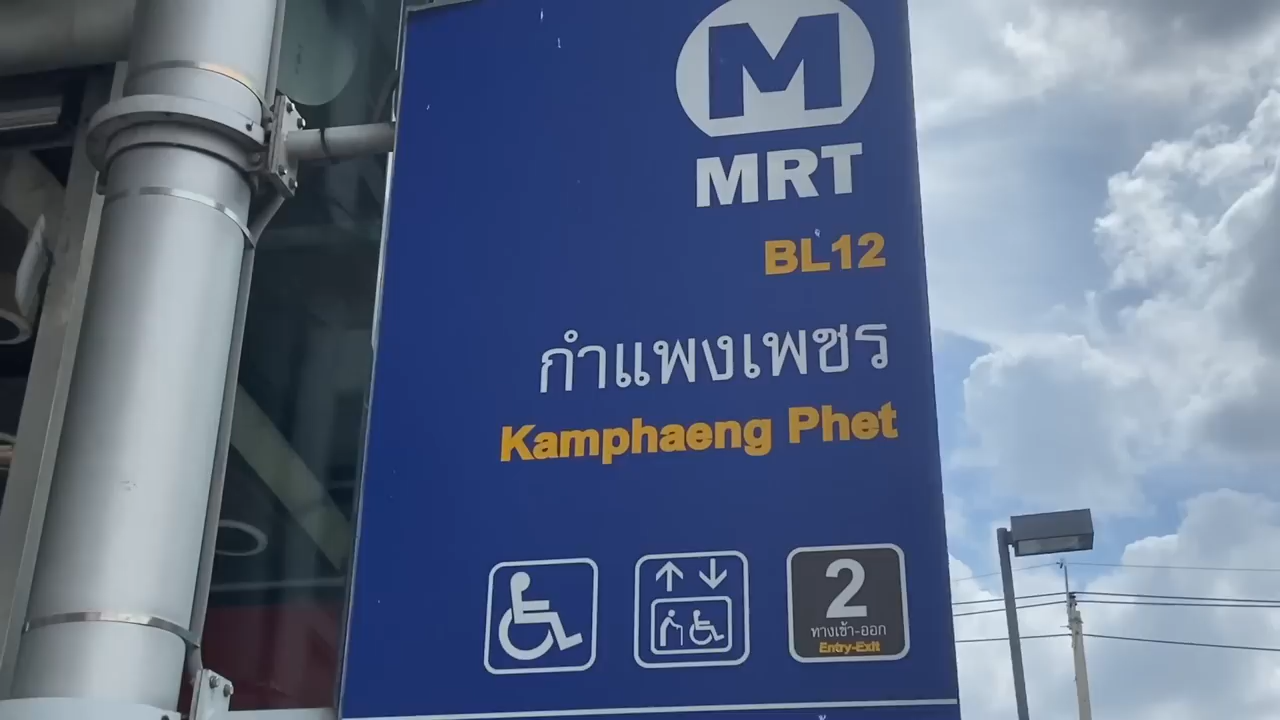 M
MRT
BL12
กำแพงเพชร
Kamphaeng Phet
2
ทางเข้า-ออก
Entry-Exit